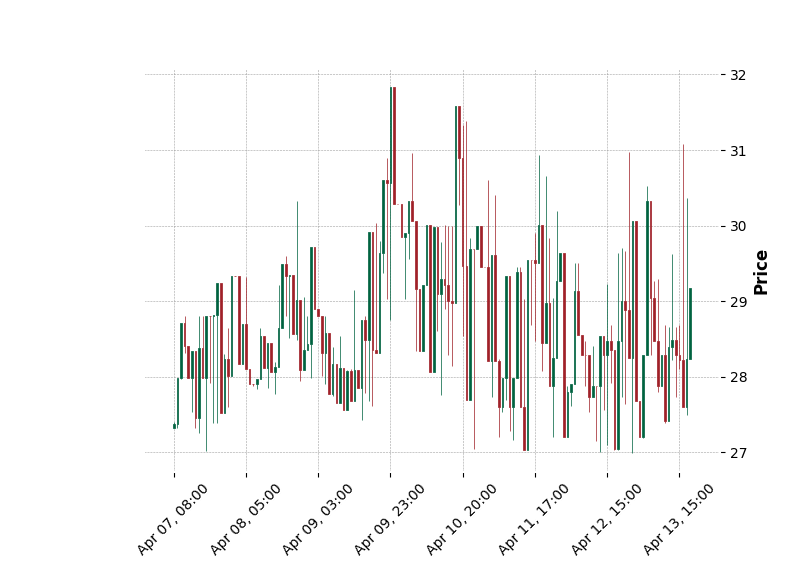 32
31
30
29
28
27
Price
Apr 07, 08:00
Apr 08, 05:00
Apr 09, 03:00
Apr 09, 23:00
Apr 10, 20:00
Apr 11, 17:00
Apr 12, 15:00
Apr 13, 15:00